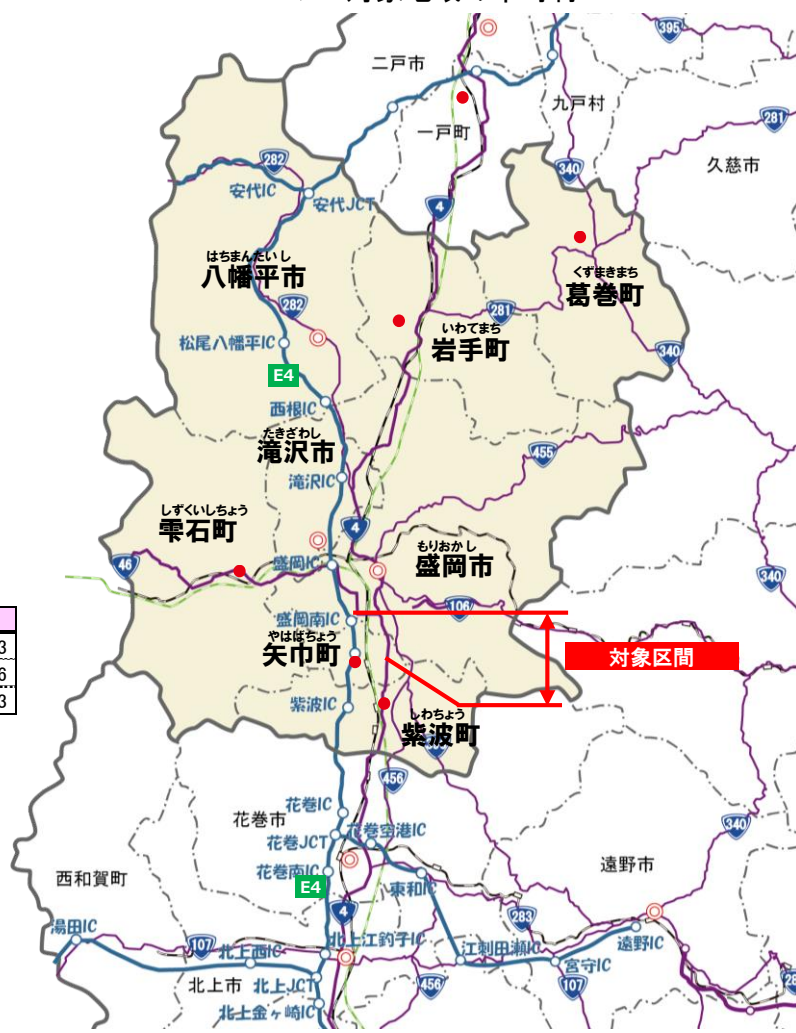 395
二戸市
九戸村
一戸町
281
久慈市
282
340
安代IC
安代JCT
4
はちまんたいし
八幡平市
くずまきまち
葛巻町
282
281
いわてまち
岩手町
松尾八幡平IC
340
E4
西根IC
たきざわし
滝沢市
455
滝沢IC
しずくいしちょう
雫石町
4
もりおかし
盛岡市
46
盛岡IC
340
106
盛岡南IC
やはばちょう
矢巾町
対象区間
3
6
3
紫波IC
しわちょう
紫波町
456
花巻IC
花巻市
花巻空港IC
花巻JCT
340
西和賀町
花巻南IC
遠野市
E4
東和IC
4
283
湯田IC
107
北上西IC
北上江釣子IC
江刺田瀬IC
遠野IC
宮守IC
北上市
北上JCT
456
107
北上金ヶ崎IC